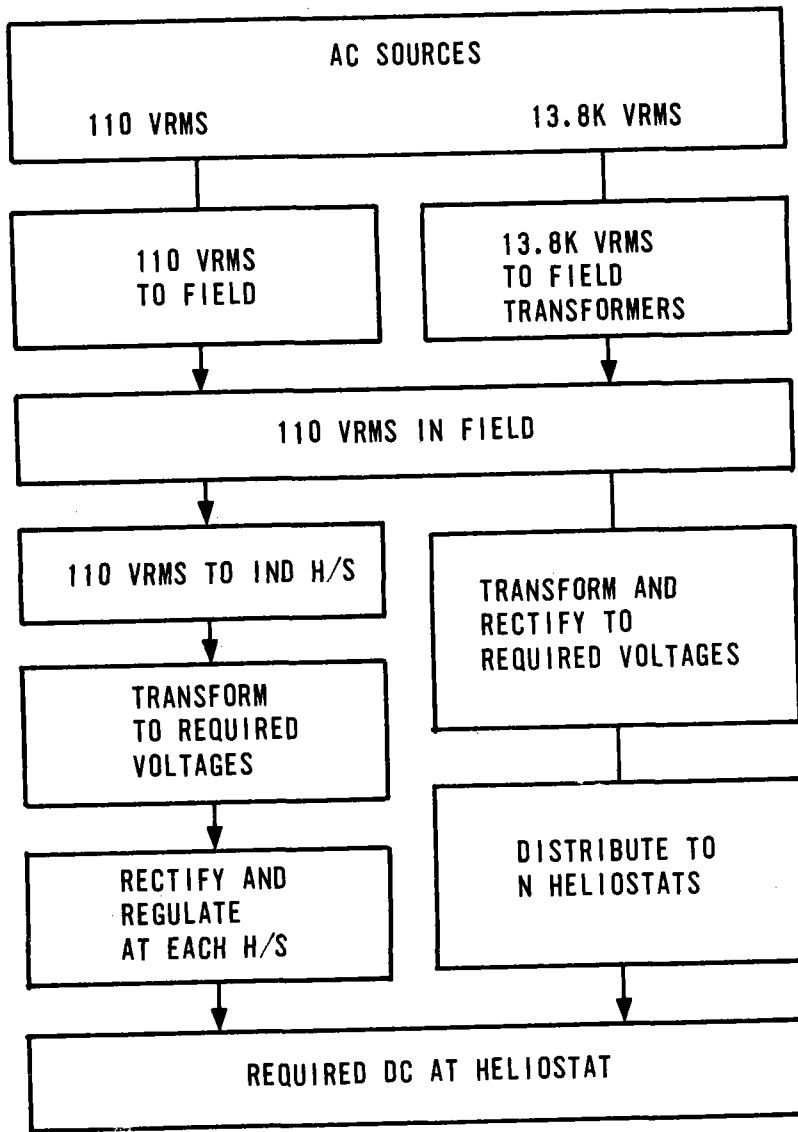 AC SOURCES
110 VRMS
13.8K VRMS
110 VRMS
TO FIELD
13.8K VRMS
TO FIELD
TRANSFORMERS
110 VRMS IN FIELD
110 VRMS TO IND H/S
TRANSFORM AND
RECTIFY TO
REQUIRED VOLTAGES
TRANSFORM
TO REQUIRED
VOLTAGES
DISTRIBUTE TO
N HELIOSTATS
RECTIFY AND
REGULATE
AT EACH H/S
REQUIRED DC AT HELIOSTAT